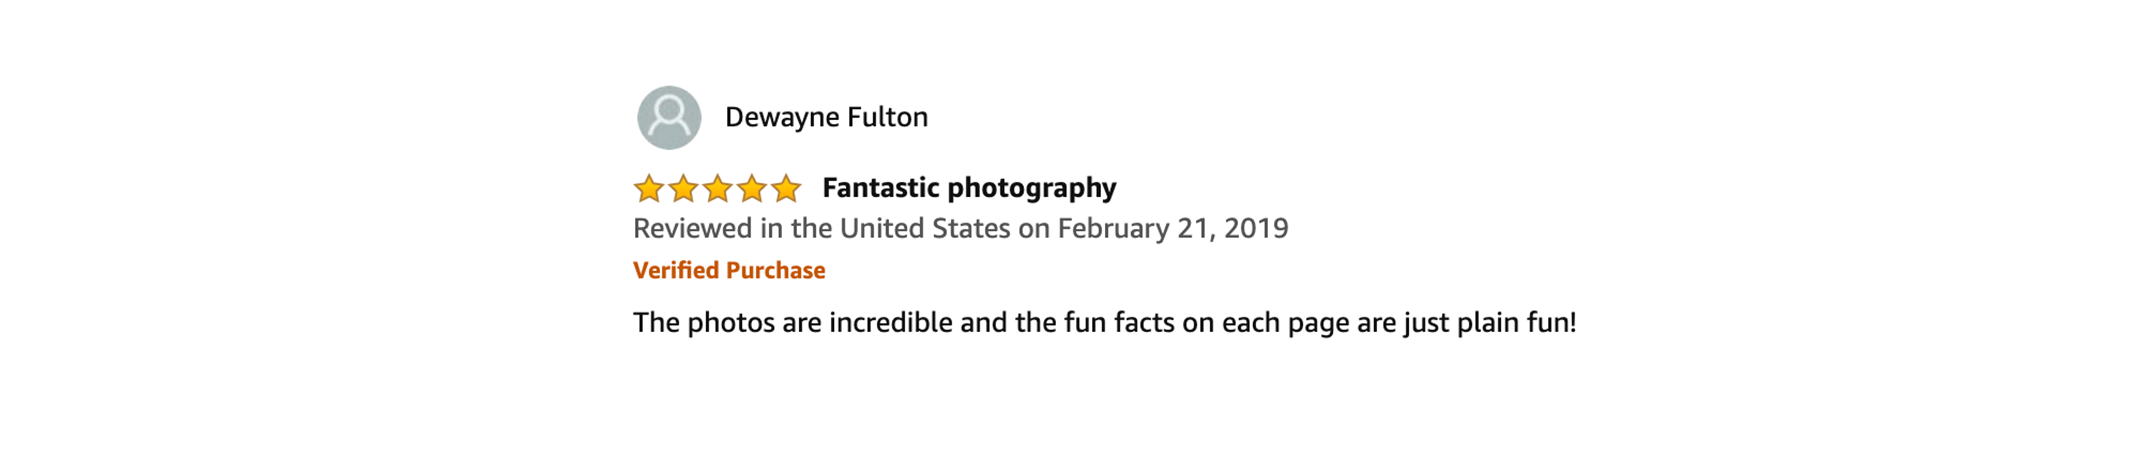 Dewayne Fulton
Fantastic photography
Reviewed in the United States on February 21, 2019
Verified Purchase
The photos are incredible and the fun facts on each page are just plain fun!